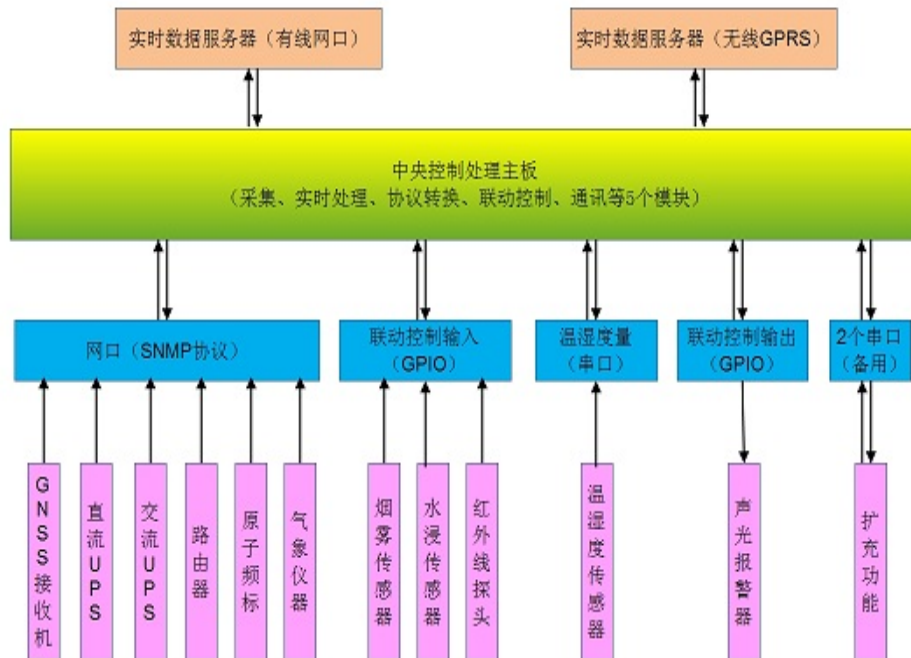 实时数据服务器（有线网口）
实时数据服务器（无线GPRS）
中央控制处理主板
（采集、实时处理、协议转换、联动控制、通讯等5个模块）
网口（SNMP协议）
联动控制输入
（GPIO）
温湿度量
（串口）
联动控制输出
（GPIO）
2个串口
（备用）
GNSS接收机
直流UPS
交流UPS
路由器
原子频标
气象仪器
烟雾传感器
水浸传感器
红外线探头
温湿度传感器
声光报警器
扩充功能